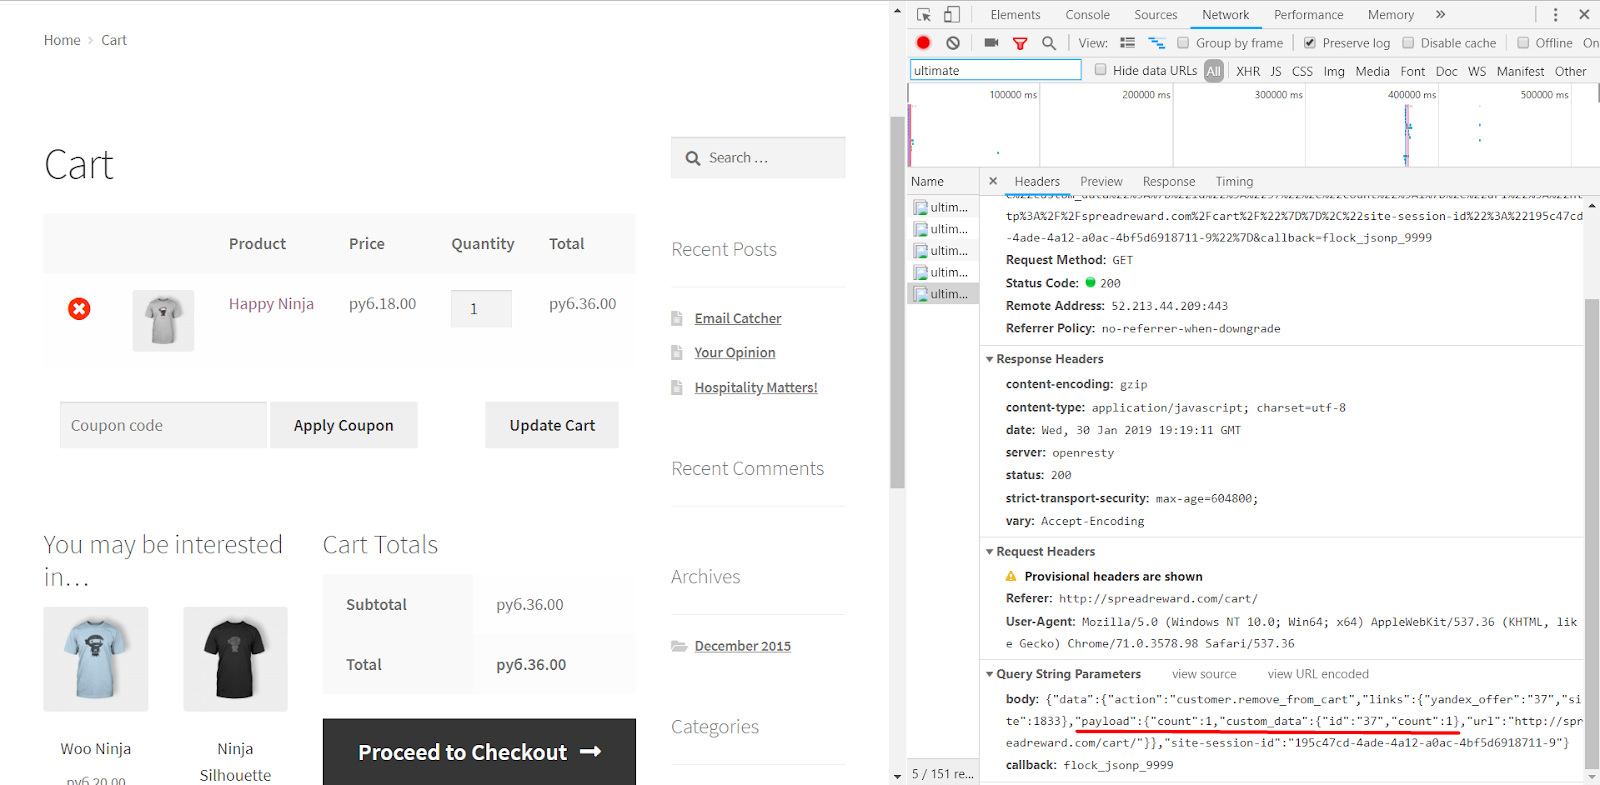 Home › Cart
Cart
Product Price Quantity Total
Happy Ninja руб.18.00 1 руб.36.00
Coupon code Apply Coupon Update Cart
You may be interested
in…
Woo Ninja
руб.20.00
Ninja
Silhouette
Cart Totals
Subtotal руб.36.00
Total руб.36.00
Proceed to Checkout →
Search …
Recent Posts
Email Catcher
Your Opinion
Hospitality Matters!
Recent Comments
Archives
December 2015
Categories
Elements Console Sources Network Performance Memory »
View: Group by frame Preserve log Disable cache Offline On
ultimate Hide data URLs All XHR JS CSS Img Media Font Doc WS Manifest Other
100000 ms 200000 ms 300000 ms 400000 ms 500000 ms
Name
ultim...
ultim...
ultim...
ultim...
ultim...
5 / 151 re...
× Headers Preview Response Timing
tp%3A%2F%2Fspreadreward.com%2Fcart%2F%22%7D%7D%2C%22site-session-id%22%3A%22195c47cd
-4ade-4a12-a0ac-4bf5d6918711-9%22%7D&callback=flock_jsonp_9999
Request Method: GET
Status Code: 200
Remote Address: 52.213.44.209:443
Referrer Policy: no-referrer-when-downgrade
Response Headers
content-encoding: gzip
content-type: application/javascript; charset=utf-8
date: Wed, 30 Jan 2019 19:19:11 GMT
server: openresty
status: 200
strict-transport-security: max-age=604800;
vary: Accept-Encoding
Request Headers
Provisional headers are shown
Referer: http://spreadreward.com/cart/
User-Agent: Mozilla/5.0 (Windows NT 10.0; Win64; x64) AppleWebKit/537.36 (KHTML, lik
e Gecko) Chrome/71.0.3578.98 Safari/537.36
Query String Parameters view source view URL encoded
body: {"data":{"action":"customer.remove_from_cart","links":{"yandex_offer":"37","si
te":1833},"payload":{"count":1,"custom_data":{"id":"37","count":1},"url":"http://spr
eadreward.com/cart/"}},"site-session-id":"195c47cd-4ade-4a12-a0ac-4bf5d6918711-9"}
callback: flock_jsonp_9999